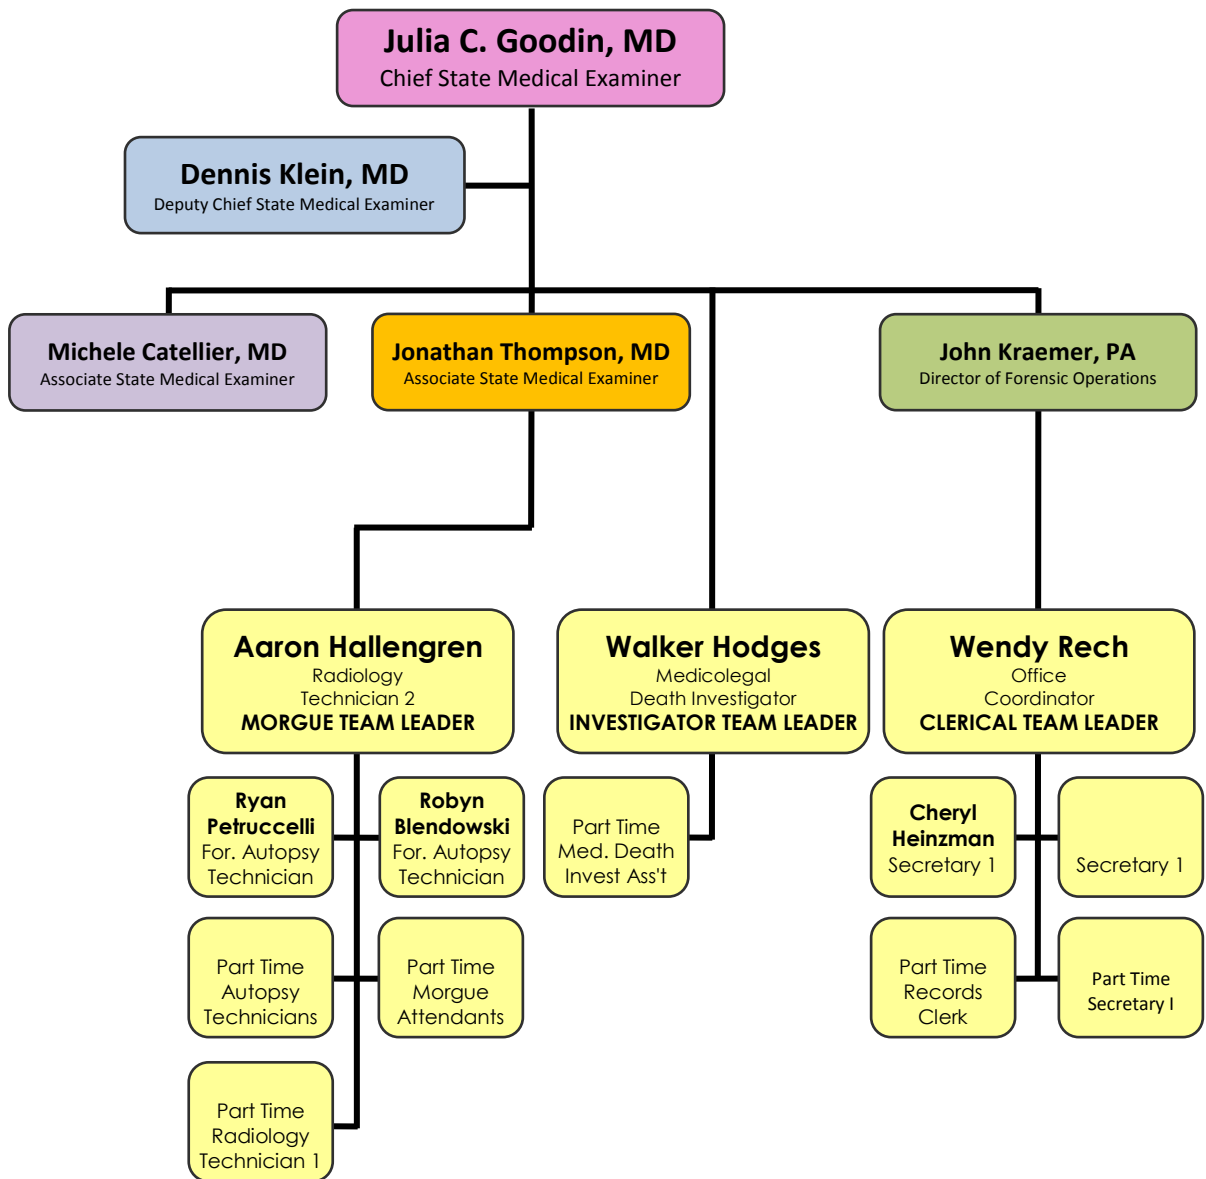 Julia C. Goodin, MD
Chief State Medical Examiner
Dennis Klein, MD
Deputy Chief State Medical Examiner
Michele Catellier, MD
Associate State Medical Examiner
Jonathan Thompson, MD
Associate State Medical Examiner
John Kraemer, PA
Director of Forensic Operations
Aaron Hallengren
Radiology
Technician 2
MORGUE TEAM LEADER
Walker Hodges
Medicolegal
Death Investigator
INVESTIGATOR TEAM LEADER
Wendy Rech
Office
Coordinator
CLERICAL TEAM LEADER
Ryan
Petruccelli
For. Autopsy
Technician
Robyn
Blendowski
For. Autopsy
Technician
Part Time
Med. Death
Invest Ass't
Cheryl
Heinzman
Secretary 1
Secretary 1
Part Time
Autopsy
Technicians
Part Time
Morgue
Attendants
Part Time
Records
Clerk
Part Time
Secretary I
Part Time
Radiology
Technician 1